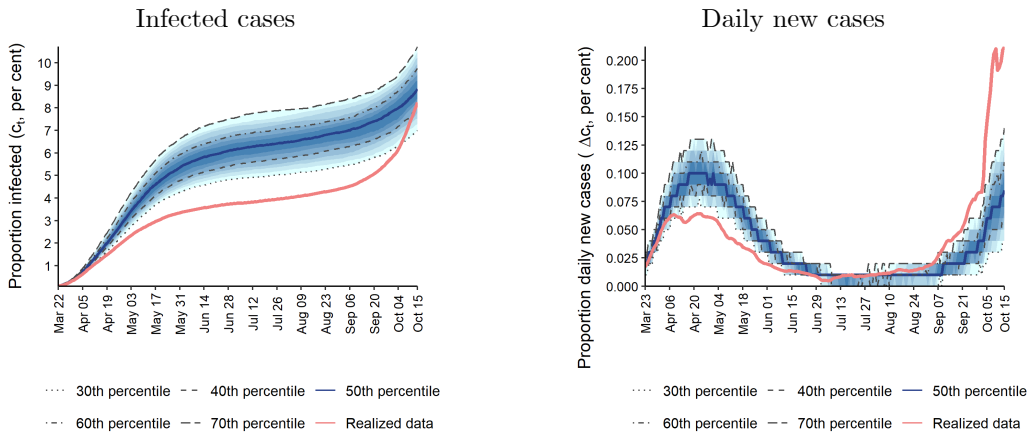 Infected cases
Proportion infected (cₜ, per cent)
10
9
8
7
6
5
4
3
2
1
Mar 22
Apr 05
Apr 19
May 03
May 17
May 31
Jun 14
Jun 28
Jul 12
Jul 26
Aug 09
Aug 23
Sep 06
Sep 20
Oct 04
Oct 15
30th percentile 40th percentile 50th percentile
60th percentile 70th percentile Realized data
Daily new cases
Proportion daily new cases ( Δcₜ, per cent)
0.200
0.175
0.150
0.125
0.100
0.075
0.050
0.025
0.000
Mar 23
Apr 06
Apr 20
May 04
May 18
Jun 01
Jun 15
Jun 29
Jul 13
Jul 27
Aug 10
Aug 24
Sep 07
Sep 21
Oct 05
Oct 15
30th percentile 40th percentile 50th percentile
60th percentile 70th percentile Realized data